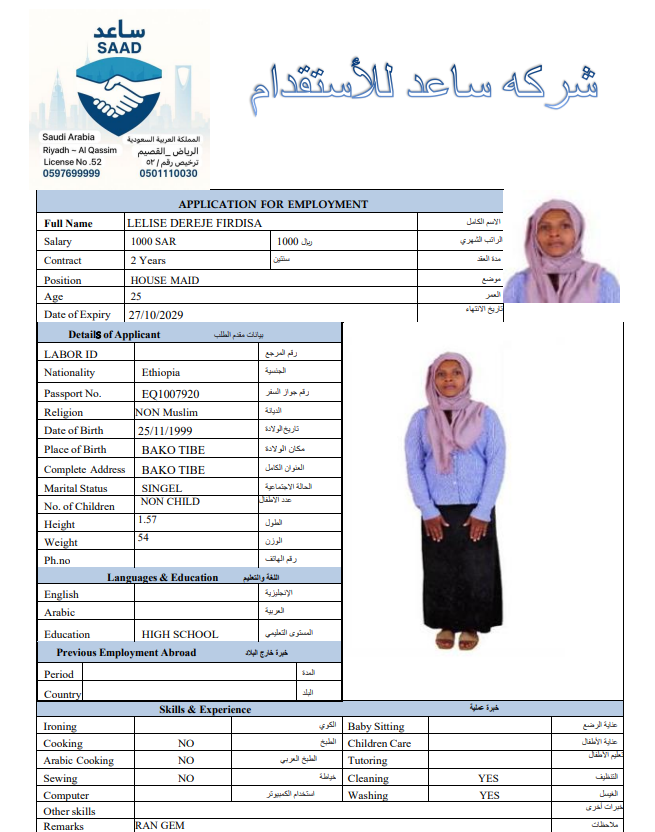 ساعد
SAAD
شركه ساعد للأستقدام
Saudi Arabia المملكة العربية السعودية
Riyadh ~ Al Qassim الرياض _القصيم
License No .52 ترخيص رقم/ ٥٢
0597699999 0501110030
APPLICATION FOR EMPLOYMENT
Full Name LELISE DEREJE FIRDISA الاسم الكامل
Salary 1000 SAR 1000 ريال الراتب الشهري
Contract 2 Years سنتين مدة العقد
Position HOUSE MAID موضع
Age 25 العمر
Date of Expiry 27/10/2029 تاريخ الانتهاء
Details of Applicant بيانات مقدم الطلب
LABOR ID رقم المرجع
Nationality Ethiopia الجنسية
Passport No. EQ1007920 رقم جواز السفر
Religion NON Muslim الديانة
Date of Birth 25/11/1999 تاريخ الولادة
Place of Birth BAKO TIBE مكان الولادة
Complete Address BAKO TIBE العنوان الكامل
Marital Status SINGEL الحالة الاجتماعية
No. of Children NON CHILD عدد الاطفال
Height 1.57 الطول
Weight 54 الوزن
Ph.no رقم الهاتف
Languages & Education اللغة والتعليم
English الإنجليزية
Arabic العربية
Education HIGH SCHOOL المستوى التعليمي
Previous Employment Abroad خبرة خارج البلاد
Period المدة
Country البلد
Skills & Experience خبرة عملية
Ironing الكوي Baby Sitting عناية الرضع
Cooking NO الطبخ Children Care عناية الأطفال
Arabic Cooking NO الطبخ العربي Tutoring تعليم الأطفال
Sewing NO خياطة Cleaning YES التنظيف
Computer استخدام الكمبيوتر Washing YES الغيسل
Other skills خبرات أخرى
Remarks RAN GEM ملاحظات